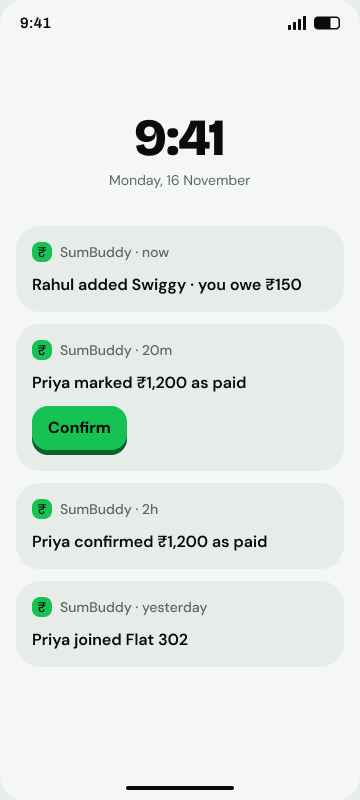 9:41
9:41
Monday, 16 November
₹ SumBuddy · now
Rahul added Swiggy · you owe ₹150
₹ SumBuddy · 20m
Priya marked ₹1,200 as paid
Confirm
₹ SumBuddy · 2h
Priya confirmed ₹1,200 as paid
₹ SumBuddy · yesterday
Priya joined Flat 302